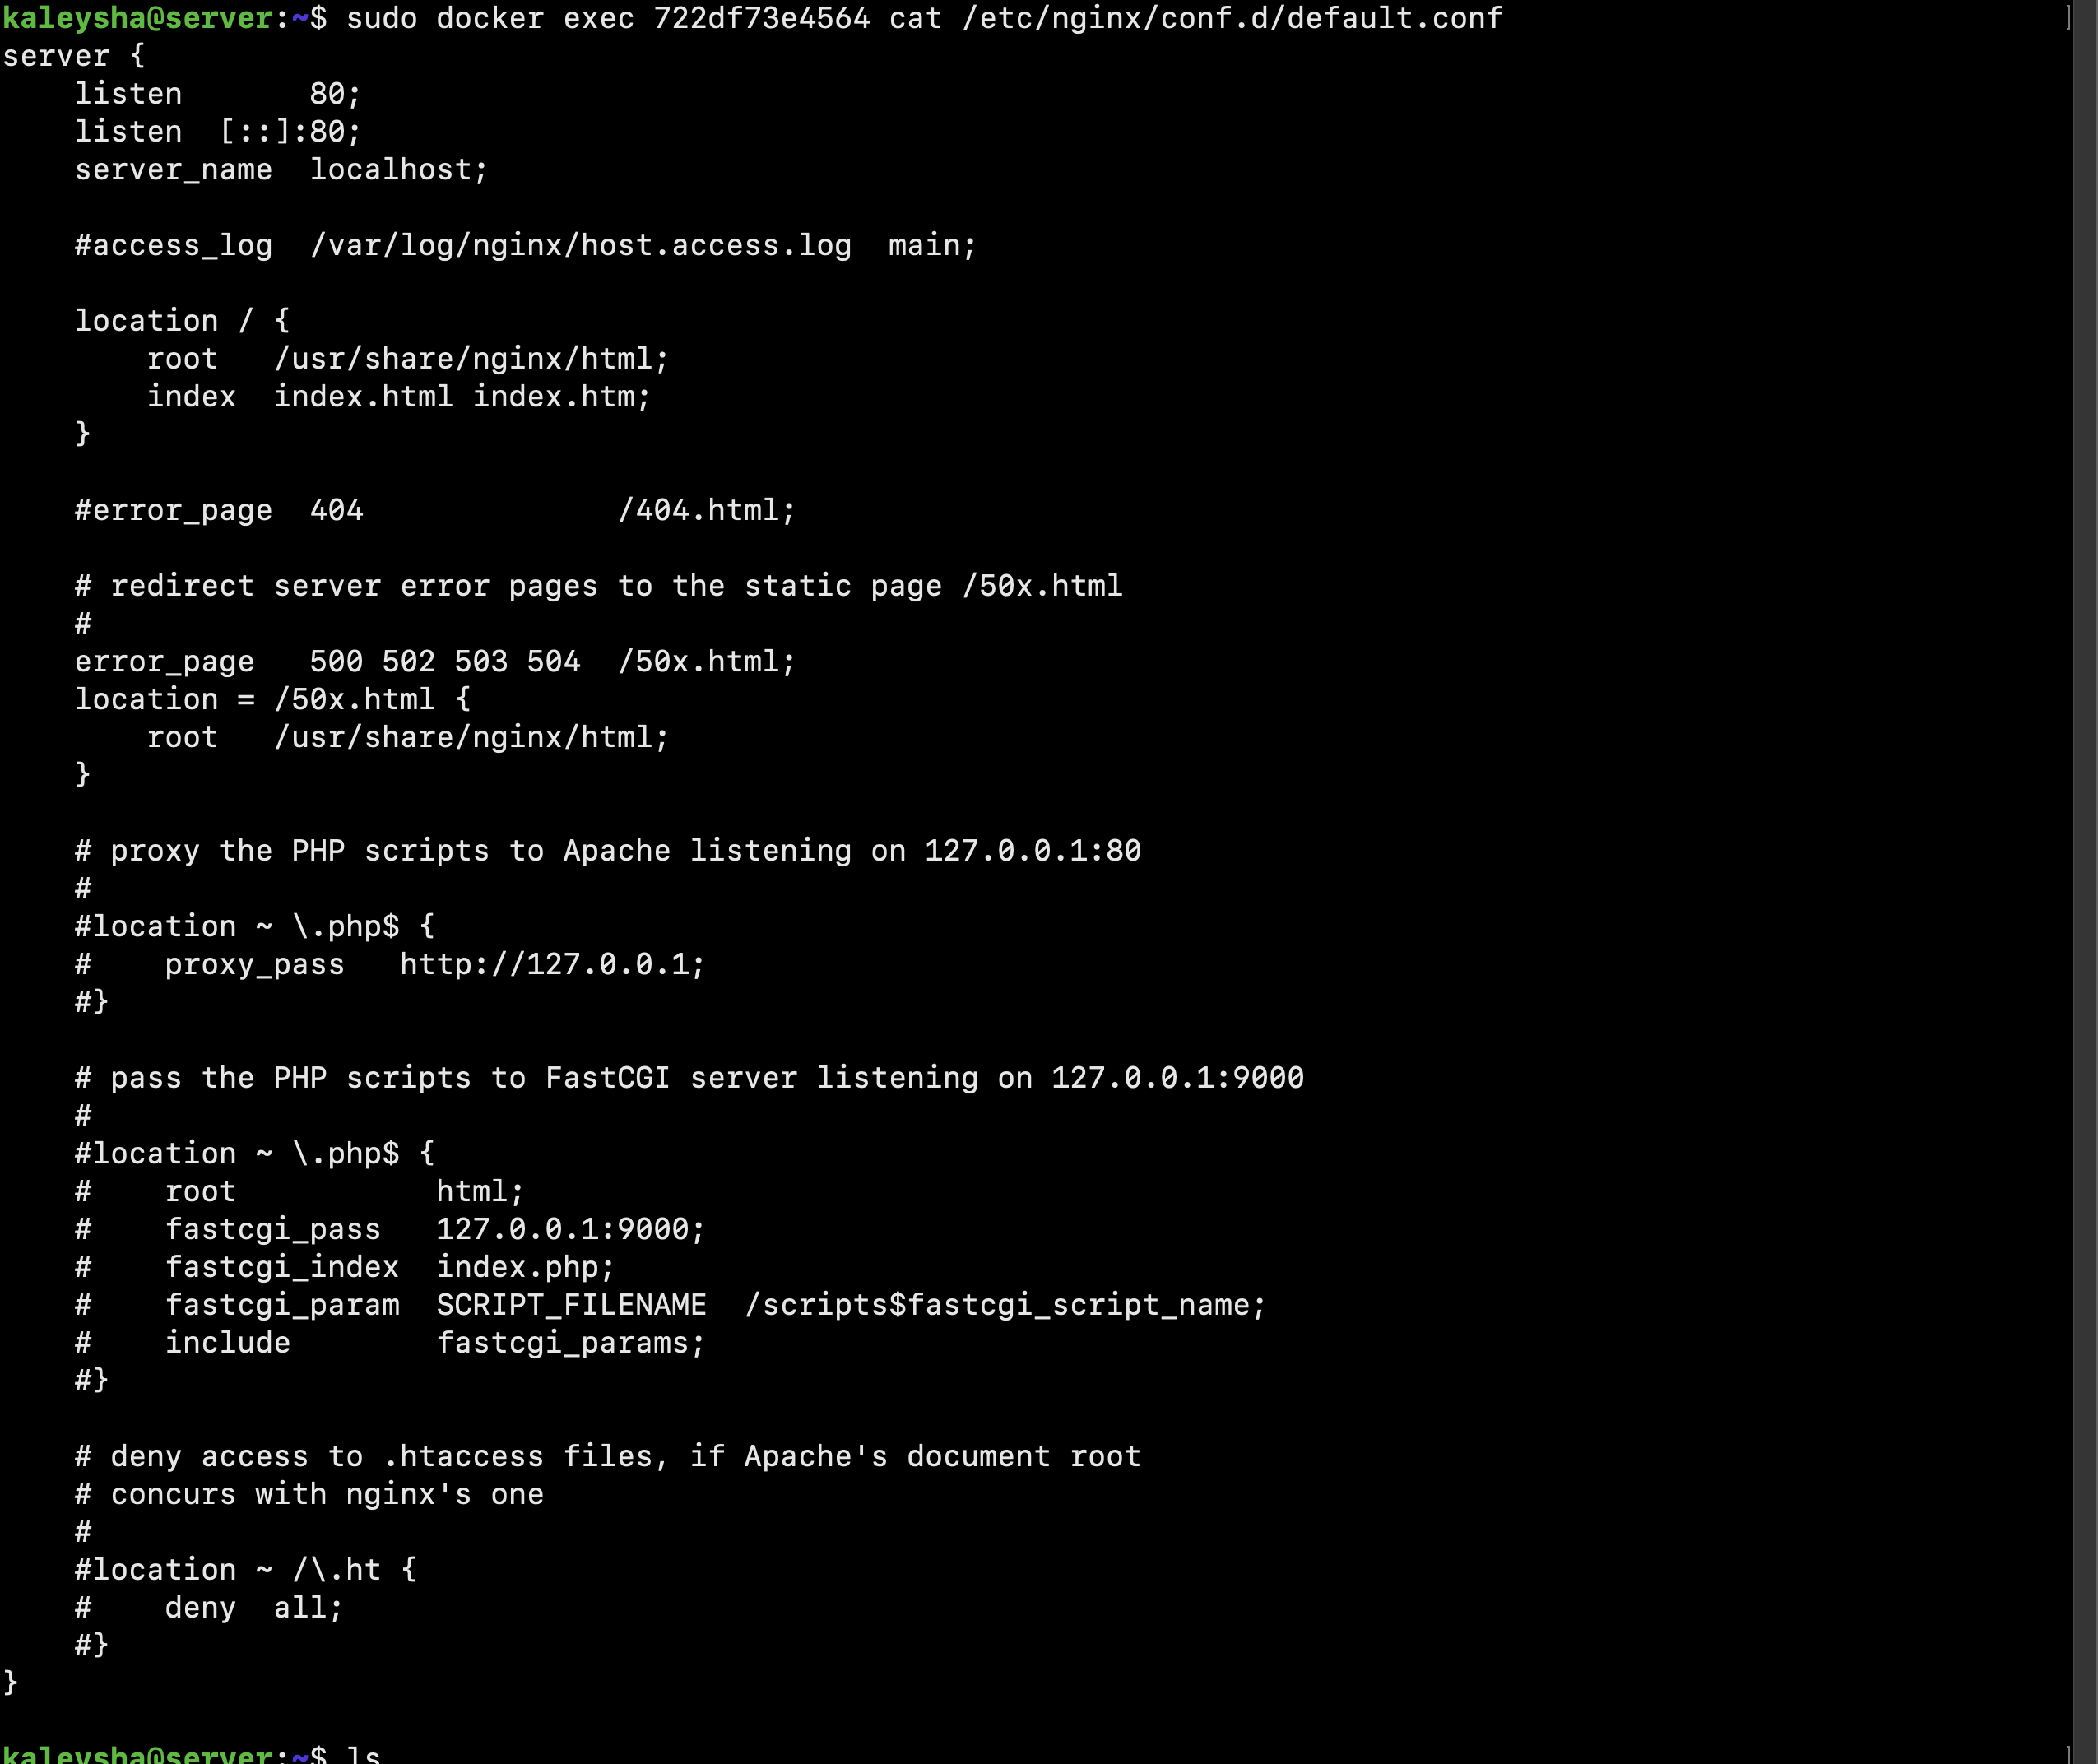 kaleysha@server:~$ sudo docker exec 722df73e4564 cat /etc/nginx/conf.d/default.conf
server {
    listen       80;
    listen  [::]:80;
    server_name  localhost;

    #access_log  /var/log/nginx/host.access.log  main;

    location / {
        root   /usr/share/nginx/html;
        index  index.html index.htm;
    }

    #error_page  404              /404.html;

    # redirect server error pages to the static page /50x.html
    #
    error_page   500 502 503 504  /50x.html;
    location = /50x.html {
        root   /usr/share/nginx/html;
    }

    # proxy the PHP scripts to Apache listening on 127.0.0.1:80
    #
    #location ~ \.php$ {
    #    proxy_pass   http://127.0.0.1;
    #}

    # pass the PHP scripts to FastCGI server listening on 127.0.0.1:9000
    #
    #location ~ \.php$ {
    #    root           html;
    #    fastcgi_pass   127.0.0.1:9000;
    #    fastcgi_index  index.php;
    #    fastcgi_param  SCRIPT_FILENAME  /scripts$fastcgi_script_name;
    #    include        fastcgi_params;
    #}

    # deny access to .htaccess files, if Apache's document root
    # concurs with nginx's one
    #
    #location ~ /\.ht {
    #    deny  all;
    #}
}

kaleysha@server:~$ ls